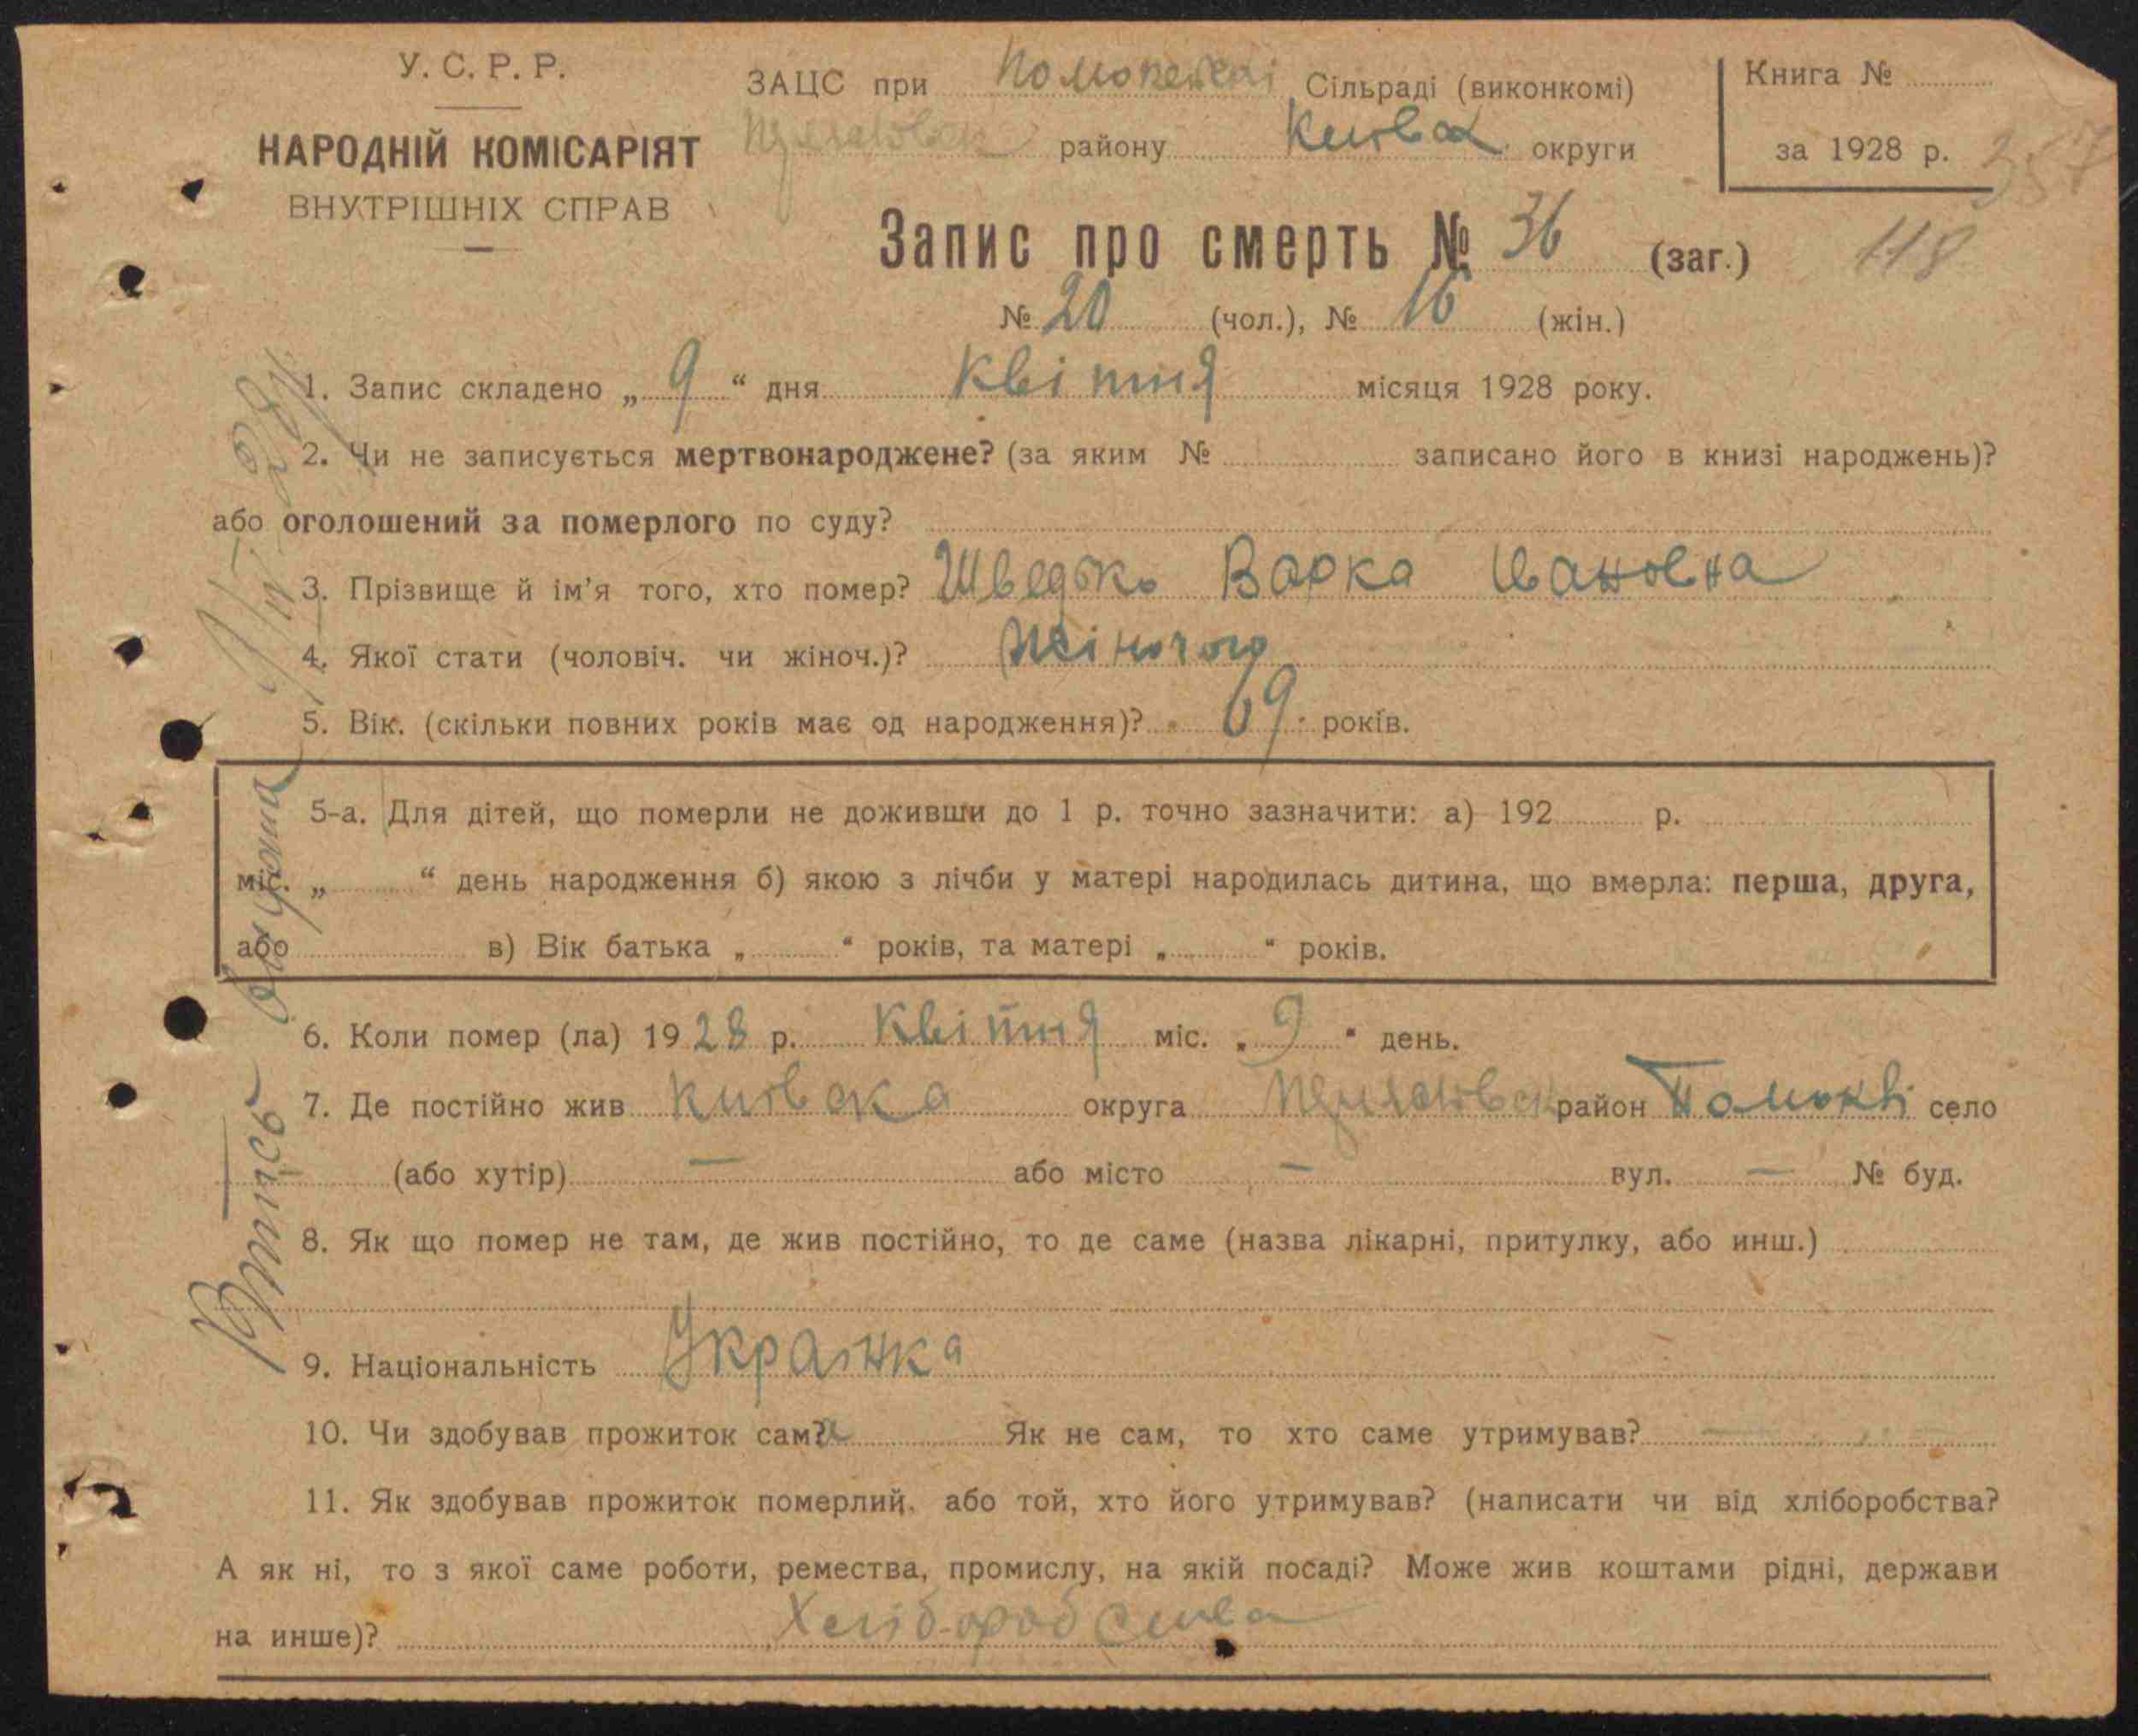 У. С. Р. Р.
НАРОДНІЙ КОМІСАРІЯТ
ВНУТРІШНІХ СПРАВ
ЗАЦС при Сільраді (виконкомі)
району округи
Книга №
за 1928 р.
357
118
Запис про смерть № 36 (заг.)
№ 20 (чол.), № 16 (жін.)
1. Запис складено „ 9 “ дня Квітня місяця 1928 року.
2. Чи не записується мертвонароджене? (за яким № записано його в книзі народжень)?
або оголошений за померлого по суду?
3. Прізвище й ім'я того, хто помер? Шведько Варка Івановна
4. Якої стати (чоловіч. чи жіноч.)? Жіночого
5. Вік. (скільки повних років має од народження)? 69 років.
5-а. Для дітей, що померли не доживши до 1 р. точно зазначити: а) 192 р.
міс. „ “ день народження б) якою з лічби у матері народилась дитина, що вмерла: перша, друга,
або в) Вік батька „ “ років, та матері „ “ років.
6. Коли помер (ла) 1928 р. Квітня міс. „ 9 “ день.
7. Де постійно жив Київска округа район село
(або хутір) — або місто — вул. — № буд.
8. Як що помер не там, де жив постійно, то де саме (назва лікарні, притулку, або инш.)
9. Національність Украінка
10. Чи здобував прожиток сам?а Як не сам, то хто саме утримував? —
11. Як здобував прожиток померлий, або той, хто його утримував? (написати чи від хліборобства?
А як ні, то з якої саме роботи, ремества, промислу, на якій посаді? Може жив коштами рідні, держави
на инше)? Хліборобства